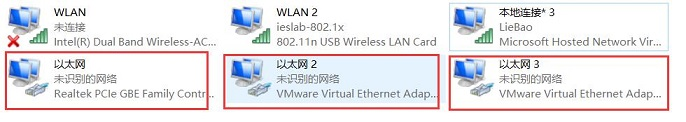 WLAN
未连接
Intel(R) Dual Band Wireless-AC...
WLAN 2
ieslab-802.1x
802.11n USB Wireless LAN Card
本地连接* 3
LieBao
Microsoft Hosted Network Vir...
以太网
未识别的网络
Realtek PCIe GBE Family Contr...
以太网 2
未识别的网络
VMware Virtual Ethernet Adap...
以太网 3
未识别的网络
VMware Virtual Ethernet Adap...